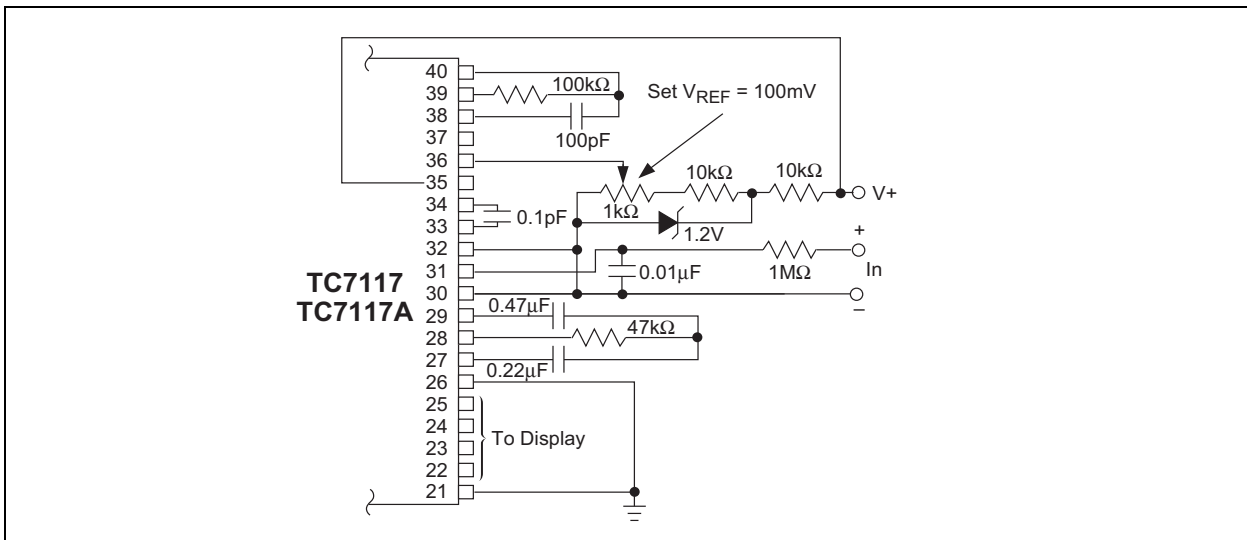 40
39
38
37
36
35
34
33
32
31
30
29
28
27
26
25
24
23
22
21
TC7117
TC7117A
100kΩ
100pF
Set VREF = 100mV
10kΩ
10kΩ
V+
1kΩ
1.2V
0.1pF
0.01μF
1MΩ
+
In
–
0.47μF
47kΩ
0.22μF
To Display